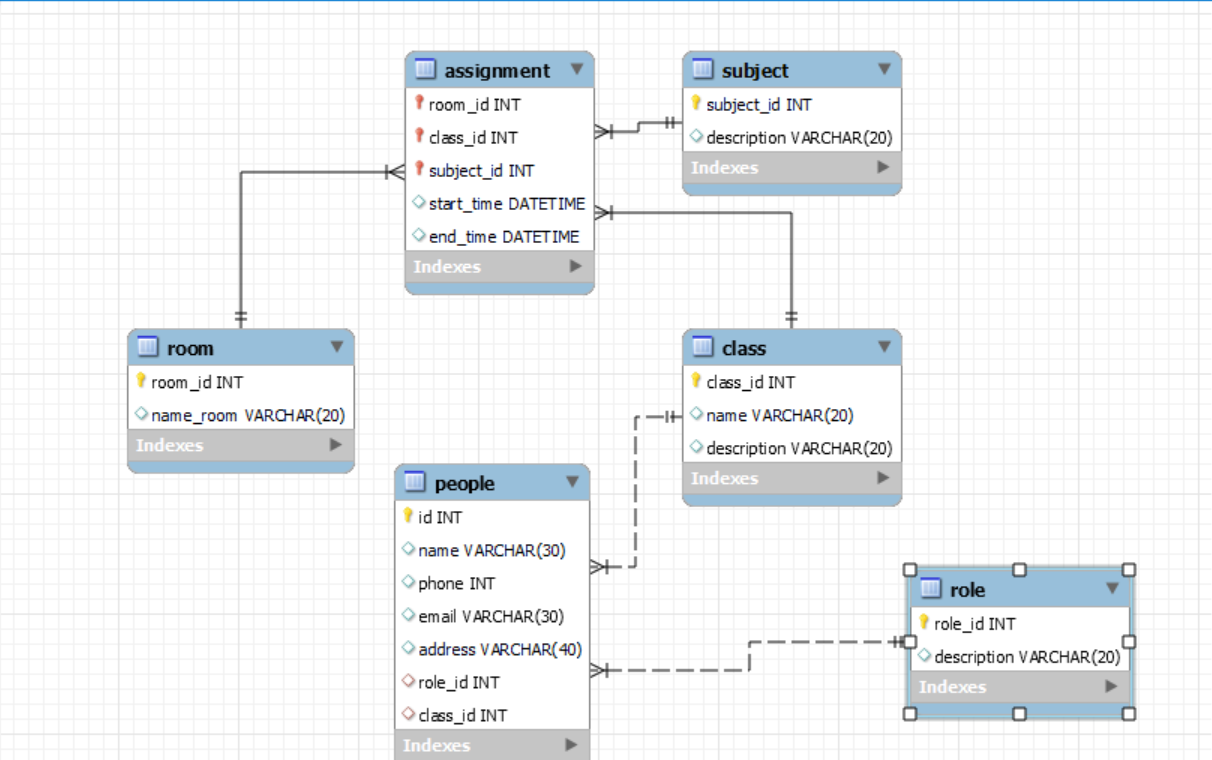 assignment
room_id INT
class_id INT
subject_id INT
start_time DATETIME
end_time DATETIME
Indexes
subject
subject_id INT
description VARCHAR(20)
Indexes
room
room_id INT
name_room VARCHAR(20)
Indexes
class
class_id INT
name VARCHAR(20)
description VARCHAR(20)
Indexes
people
id INT
name VARCHAR(30)
phone INT
email VARCHAR(30)
address VARCHAR(40)
role_id INT
class_id INT
Indexes
role
role_id INT
description VARCHAR(20)
Indexes